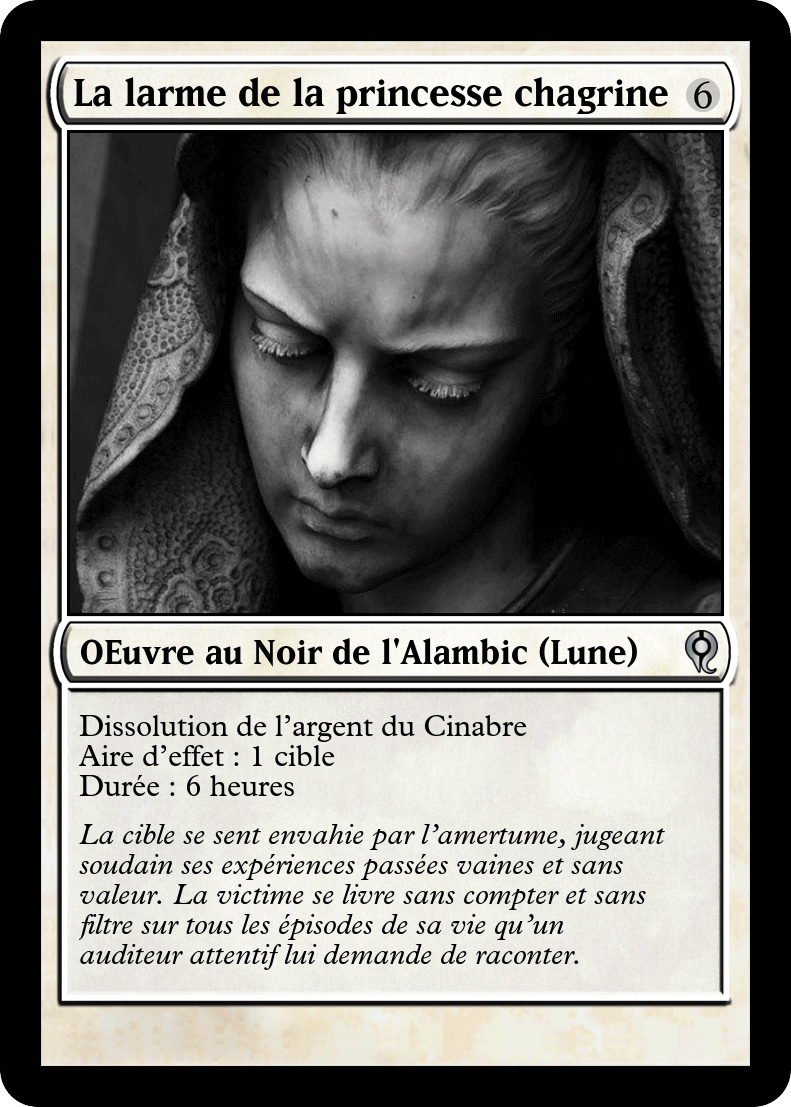 La larme de la princesse chagrine 6
OEuvre au Noir de l'Alambic (Lune)
Dissolution de l’argent du Cinabre
Aire d’effet : 1 cible
Durée : 6 heures
La cible se sent envahie par l’amertume, jugeant
soudain ses expériences passées vaines et sans
valeur. La victime se livre sans compter et sans
filtre sur tous les épisodes de sa vie qu’un
auditeur attentif lui demande de raconter.